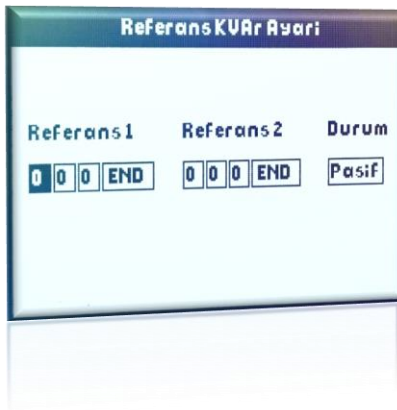 Referans KVAr Ayari
Referans1 Referans2 Durum
0 0 0 END 0 0 0 END Pasif